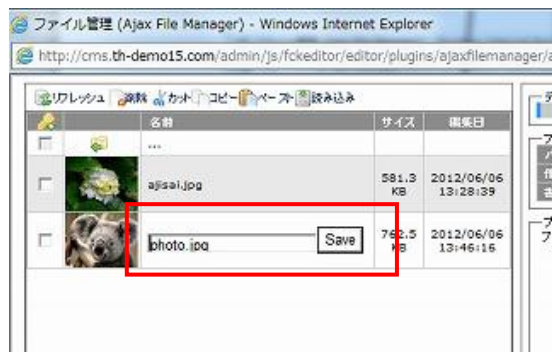 ファイル管理 (Ajax File Manager) - Windows Internet Explorer
http://cms.th-demo15.com/admin/js/fckeditor/editor/plugins/ajaxfilemanager/a
リフレッシュ 削除 カット コピー ペースト 読み込み
名前 サイズ 編集日
...
ajisai.jpg 581.3 KB 2012/06/06 13:28:39
photo.jpg Save 762.5 KB 2012/06/06 13:46:16